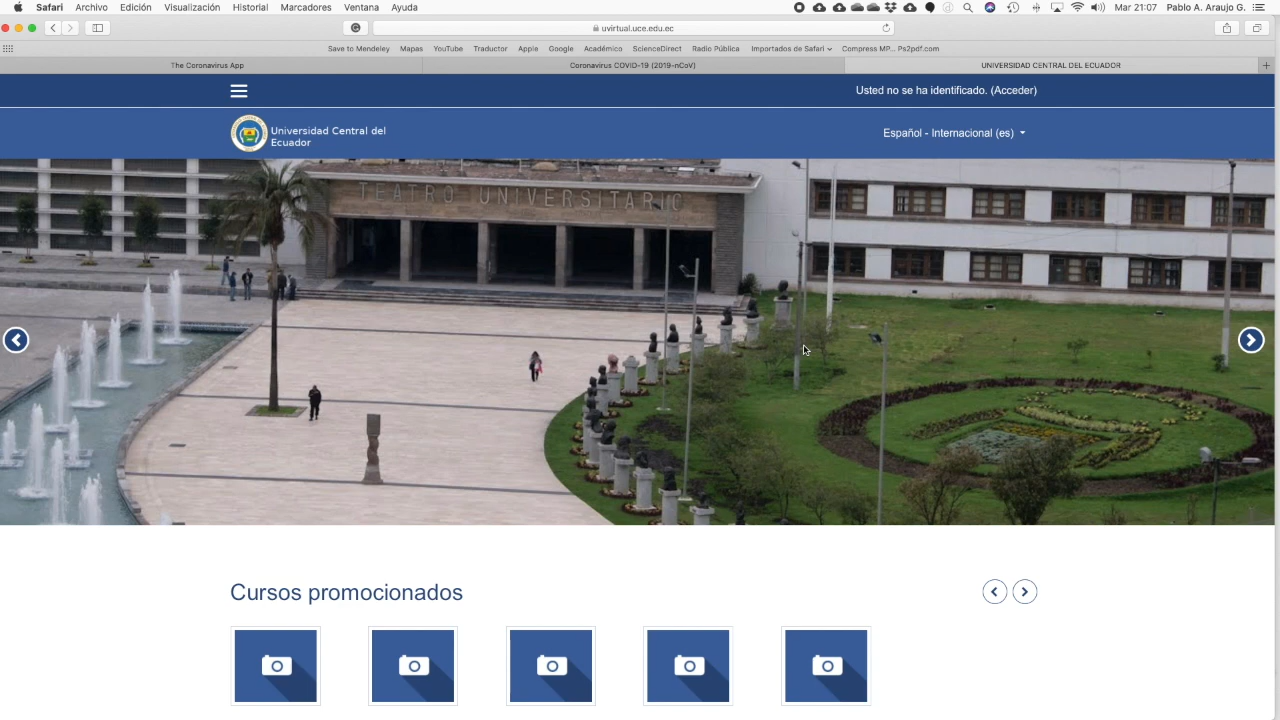 Safari Archivo Edición Visualización Historial Marcadores Ventana Ayuda Mar 21:07 Pablo A. Araujo G.
uvirtual.uce.edu.ec
Save to Mendeley Mapas YouTube Traductor Apple Google Académico ScienceDirect Radio Pública Importados de Safari Compress MP... Ps2pdf.com
The Coronavirus App Coronavirus COVID-19 (2019-nCoV) UNIVERSIDAD CENTRAL DEL ECUADOR
Usted no se ha identificado. (Acceder)
Universidad Central del
Ecuador
Español - Internacional (es)
TEATRO UNIVERSITARIO
Cursos promocionados